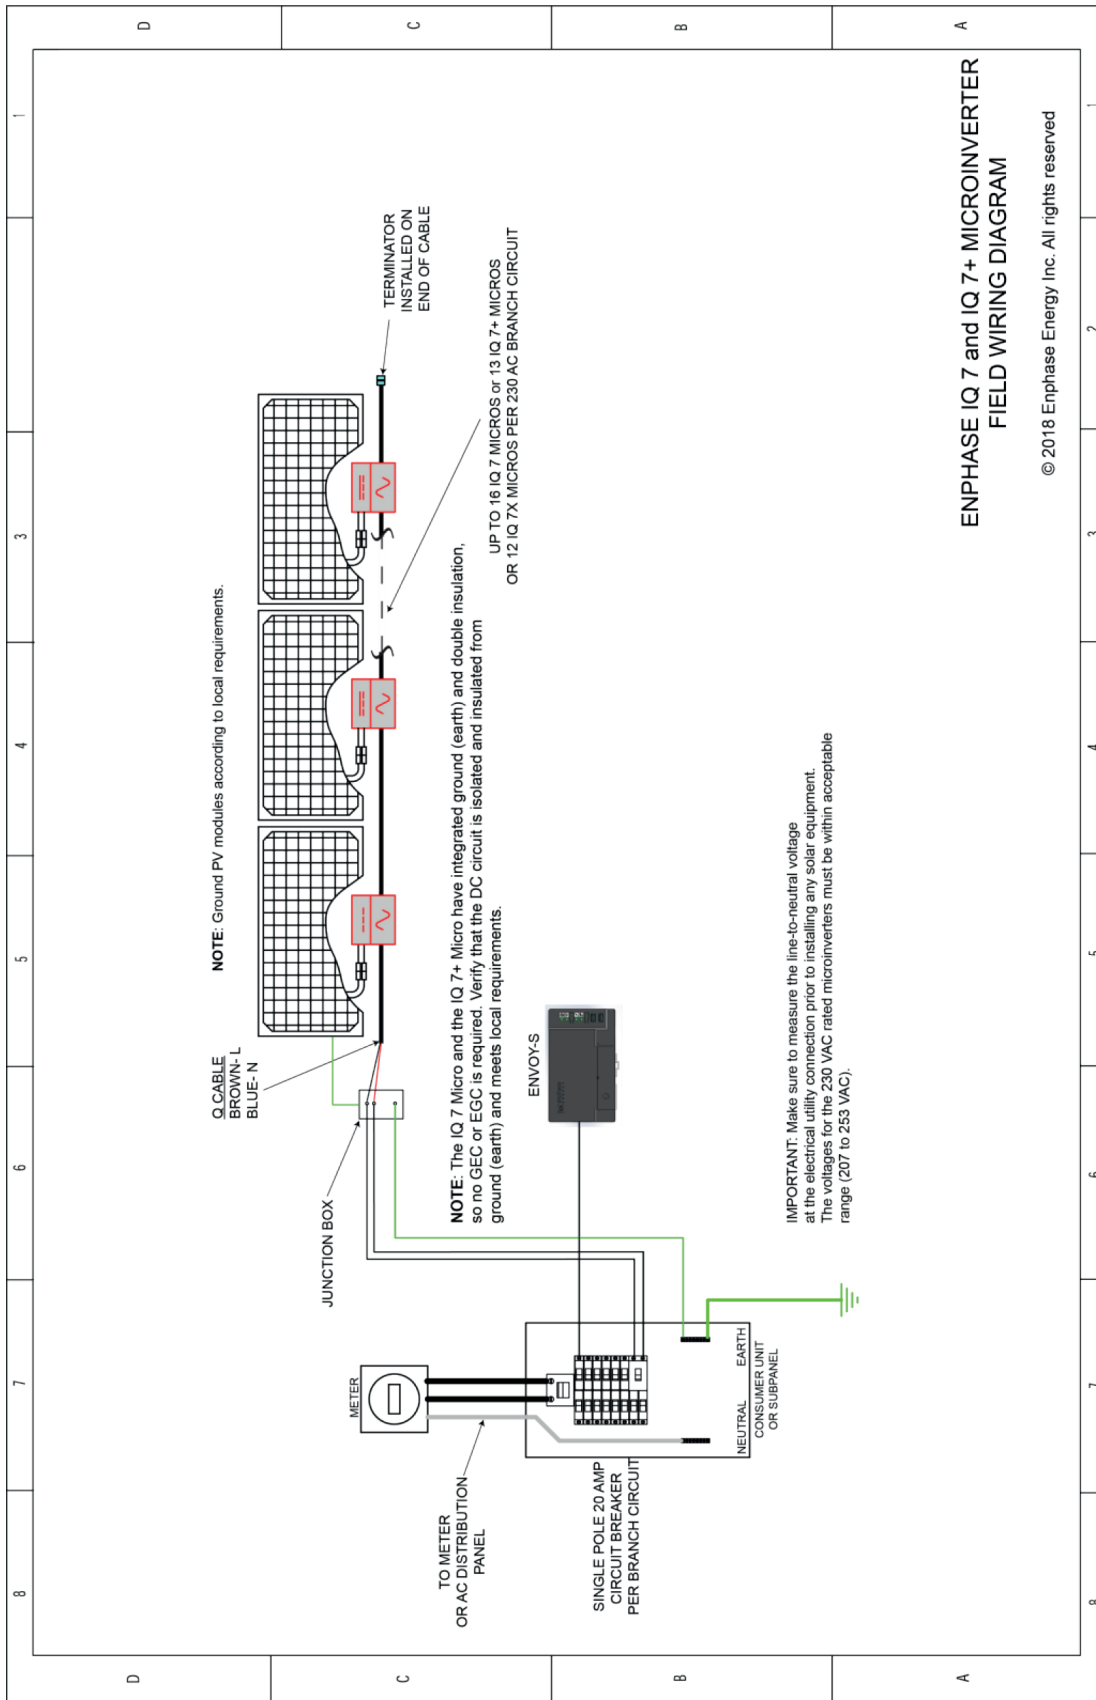 D
C
B
A
1
2
3
4
5
6
7
8
NOTE: Ground PV modules according to local requirements.
Q CABLE
BROWN- L
BLUE- N
TERMINATOR
INSTALLED ON
END OF CABLE
JUNCTION BOX
UP TO 16 IQ 7 MICROS or 13 IQ 7+ MICROS
OR 12 IQ 7X MICROS PER 230 AC BRANCH CIRCUIT
NOTE: The IQ 7 Micro and the IQ 7+ Micro have integrated ground (earth) and double insulation,
so no GEC or EGC is required. Verify that the DC circuit is isolated and insulated from
ground (earth) and meets local requirements.
METER
TO METER
OR AC DISTRIBUTION
PANEL
ENVOY-S
SINGLE POLE 20 AMP
CIRCUIT BREAKER
PER BRANCH CIRCUIT
NEUTRAL
EARTH
CONSUMER UNIT
OR SUBPANEL
IMPORTANT: Make sure to measure the line-to-neutral voltage
at the electrical utility connection prior to installing any solar equipment.
The voltages for the 230 VAC rated microinverters must be within acceptable
range (207 to 253 VAC).
ENPHASE IQ 7 and IQ 7+ MICROINVERTER
FIELD WIRING DIAGRAM
© 2018 Enphase Energy Inc. All rights reserved
D
C
B
A
1
2
3
4
5
6
7
8